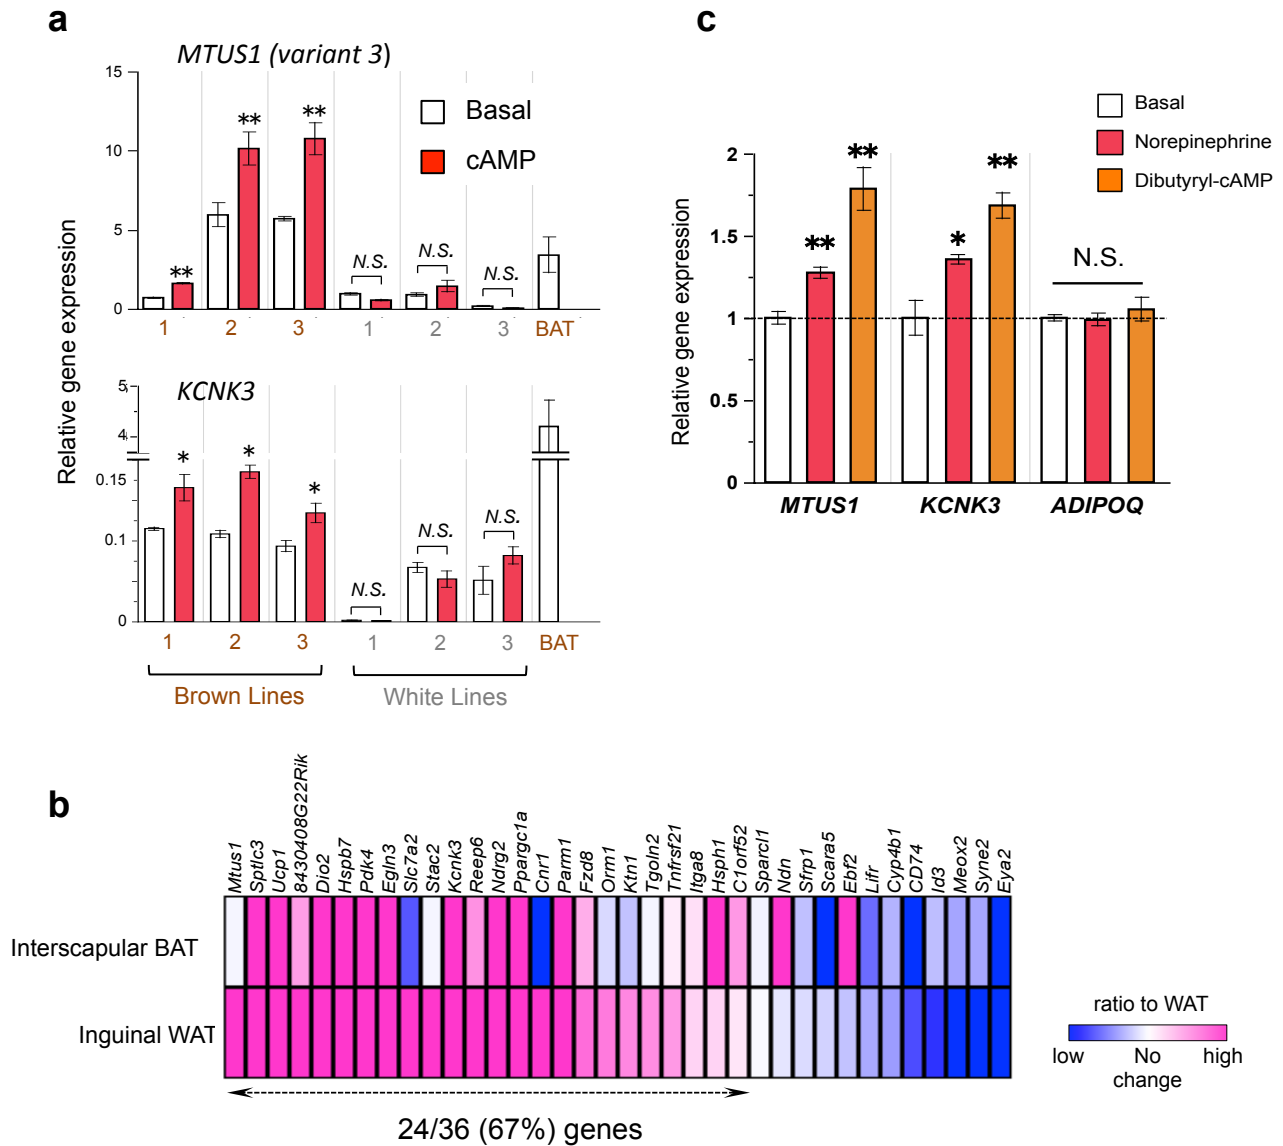 a
MTUS1 (variant 3)
15
10
5
0
Basal
cAMP
**
**
**
N.S.
N.S.
N.S.
1
2
3
1
2
3
BAT
Relative gene expression
KCNK3
5
4
0.15
0.1
0
*
*
*
N.S.
N.S.
N.S.
1
2
3
1
2
3
BAT
Brown Lines
White Lines
c
Basal
Norepinephrine
Dibutyryl-cAMP
Relative gene expression
2
1.5
1
0.5
0
**
**
*
**
N.S.
MTUS1
KCNK3
ADIPOQ
b
Mtus1
Sptlc3
Ucp1
8430408G22Rik
Dio2
Hspb7
Pdk4
Egln3
Slc7a2
Stac2
Kcnk3
Reep6
Ndrg2
Ppargc1a
Cnr1
Parm1
Fzd8
Orm1
Ktn1
Tgoln2
Tnfrsf21
Itga8
Hsph1
C1orf52
Sparcl1
Ndn
Sfrp1
Scara5
Ebf2
Lifr
Cyp4b1
CD74
Id3
Meox2
Syne2
Eya2
Interscapular BAT
Inguinal WAT
24/36 (67%) genes
ratio to WAT
low
No change
high